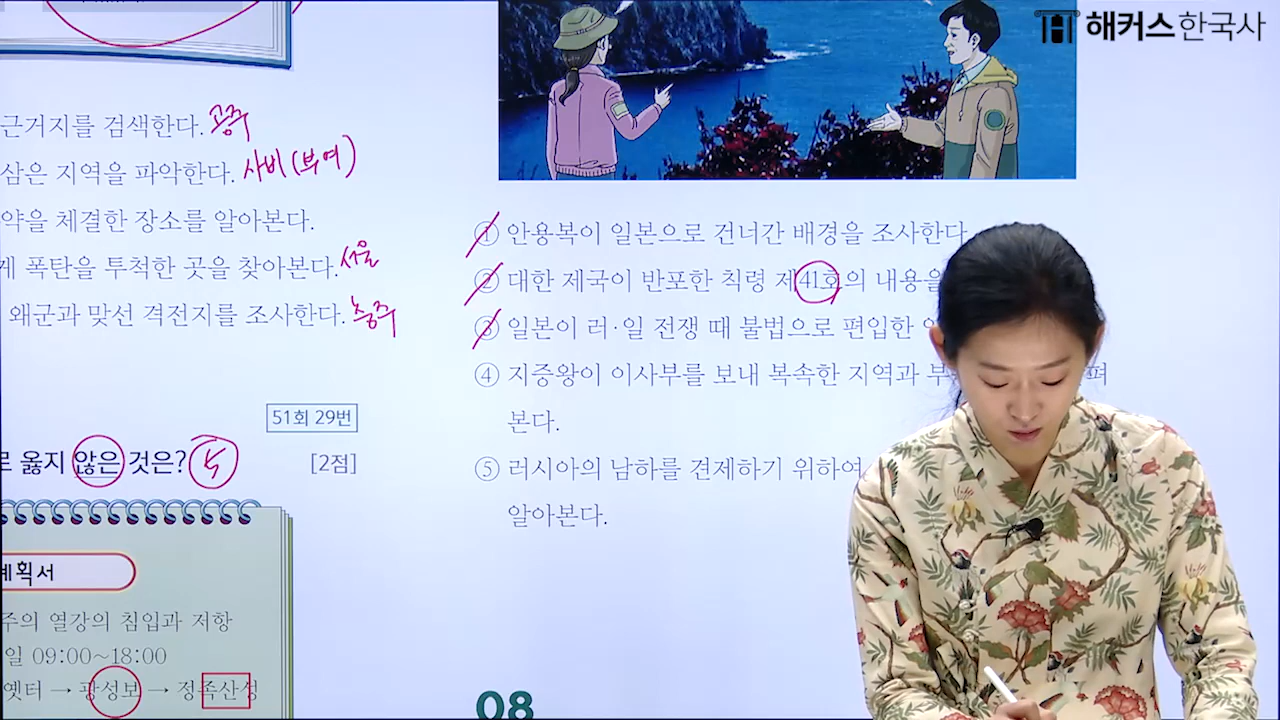 해커스한국사
근거지를 검색한다. 공주
삼은 지역을 파악한다. 사비(부여)
약을 체결한 장소를 알아본다.
게 폭탄을 투척한 곳을 찾아본다. 서울
왜군과 맞선 격전지를 조사한다. 충주
51회 29번
로 옳지 않은 것은? 5
[2점]
계획서
주의 열강의 침입과 저항
일 09:00~18:00
옛터 → 광성보 → 정족산성
① 안용복이 일본으로 건너간 배경을 조사한다
② 대한 제국이 반포한 칙령 제41호의 내용을
③ 일본이 러·일 전쟁 때 불법으로 편입한
④ 지증왕이 이사부를 보내 복속한 지역과 펴
본다.
⑤ 러시아의 남하를 견제하기 위하여
알아본다.
08